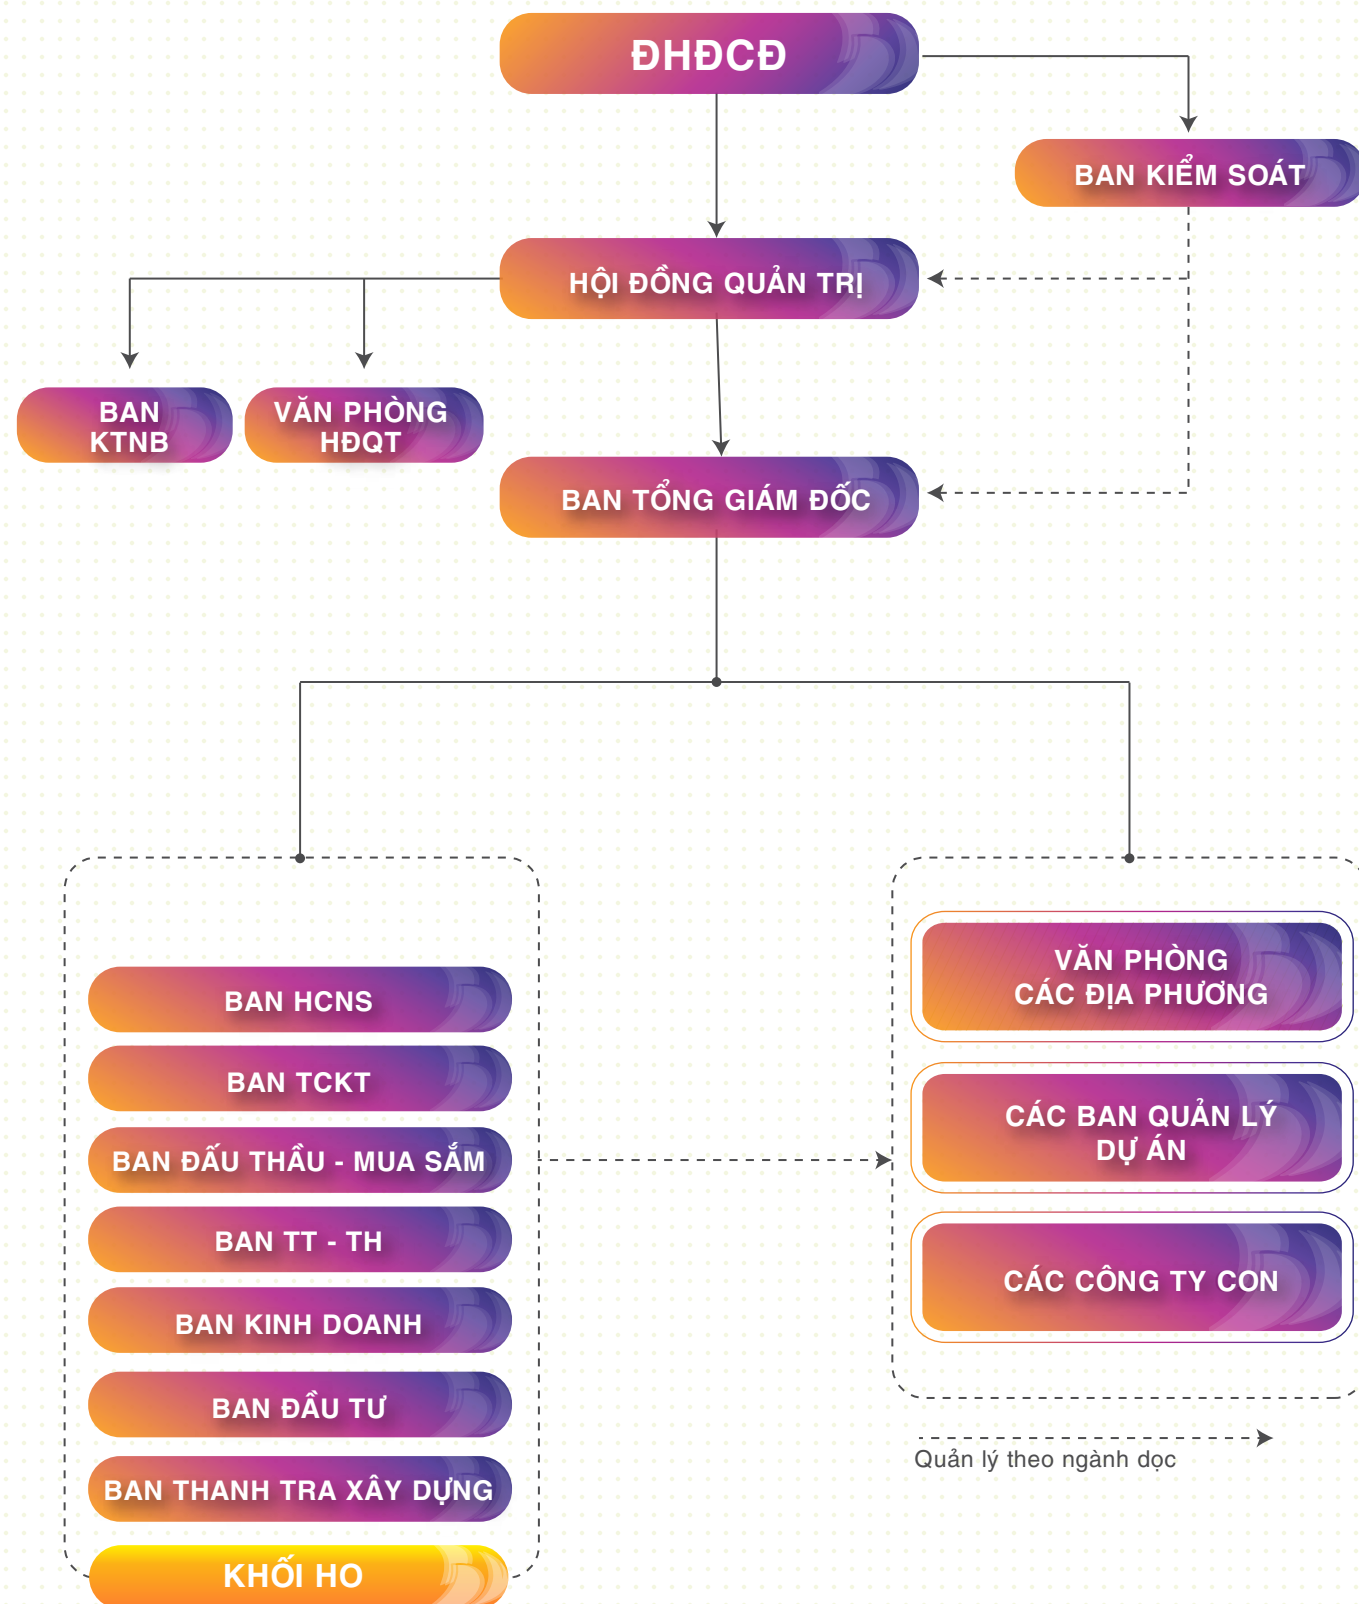 ĐHĐCĐ
BAN KIỂM SOÁT
HỘI ĐỒNG QUẢN TRỊ
BAN
KTNB
VĂN PHÒNG
HĐQT
BAN TỔNG GIÁM ĐỐC
BAN HCNS
BAN TCKT
BAN ĐẤU THẦU - MUA SẮM
BAN TT - TH
BAN KINH DOANH
BAN ĐẦU TƯ
BAN THANH TRA XÂY DỰNG
KHỐI HO
VĂN PHÒNG
CÁC ĐỊA PHƯƠNG
CÁC BAN QUẢN LÝ
DỰ ÁN
CÁC CÔNG TY CON
Quản lý theo ngành dọc